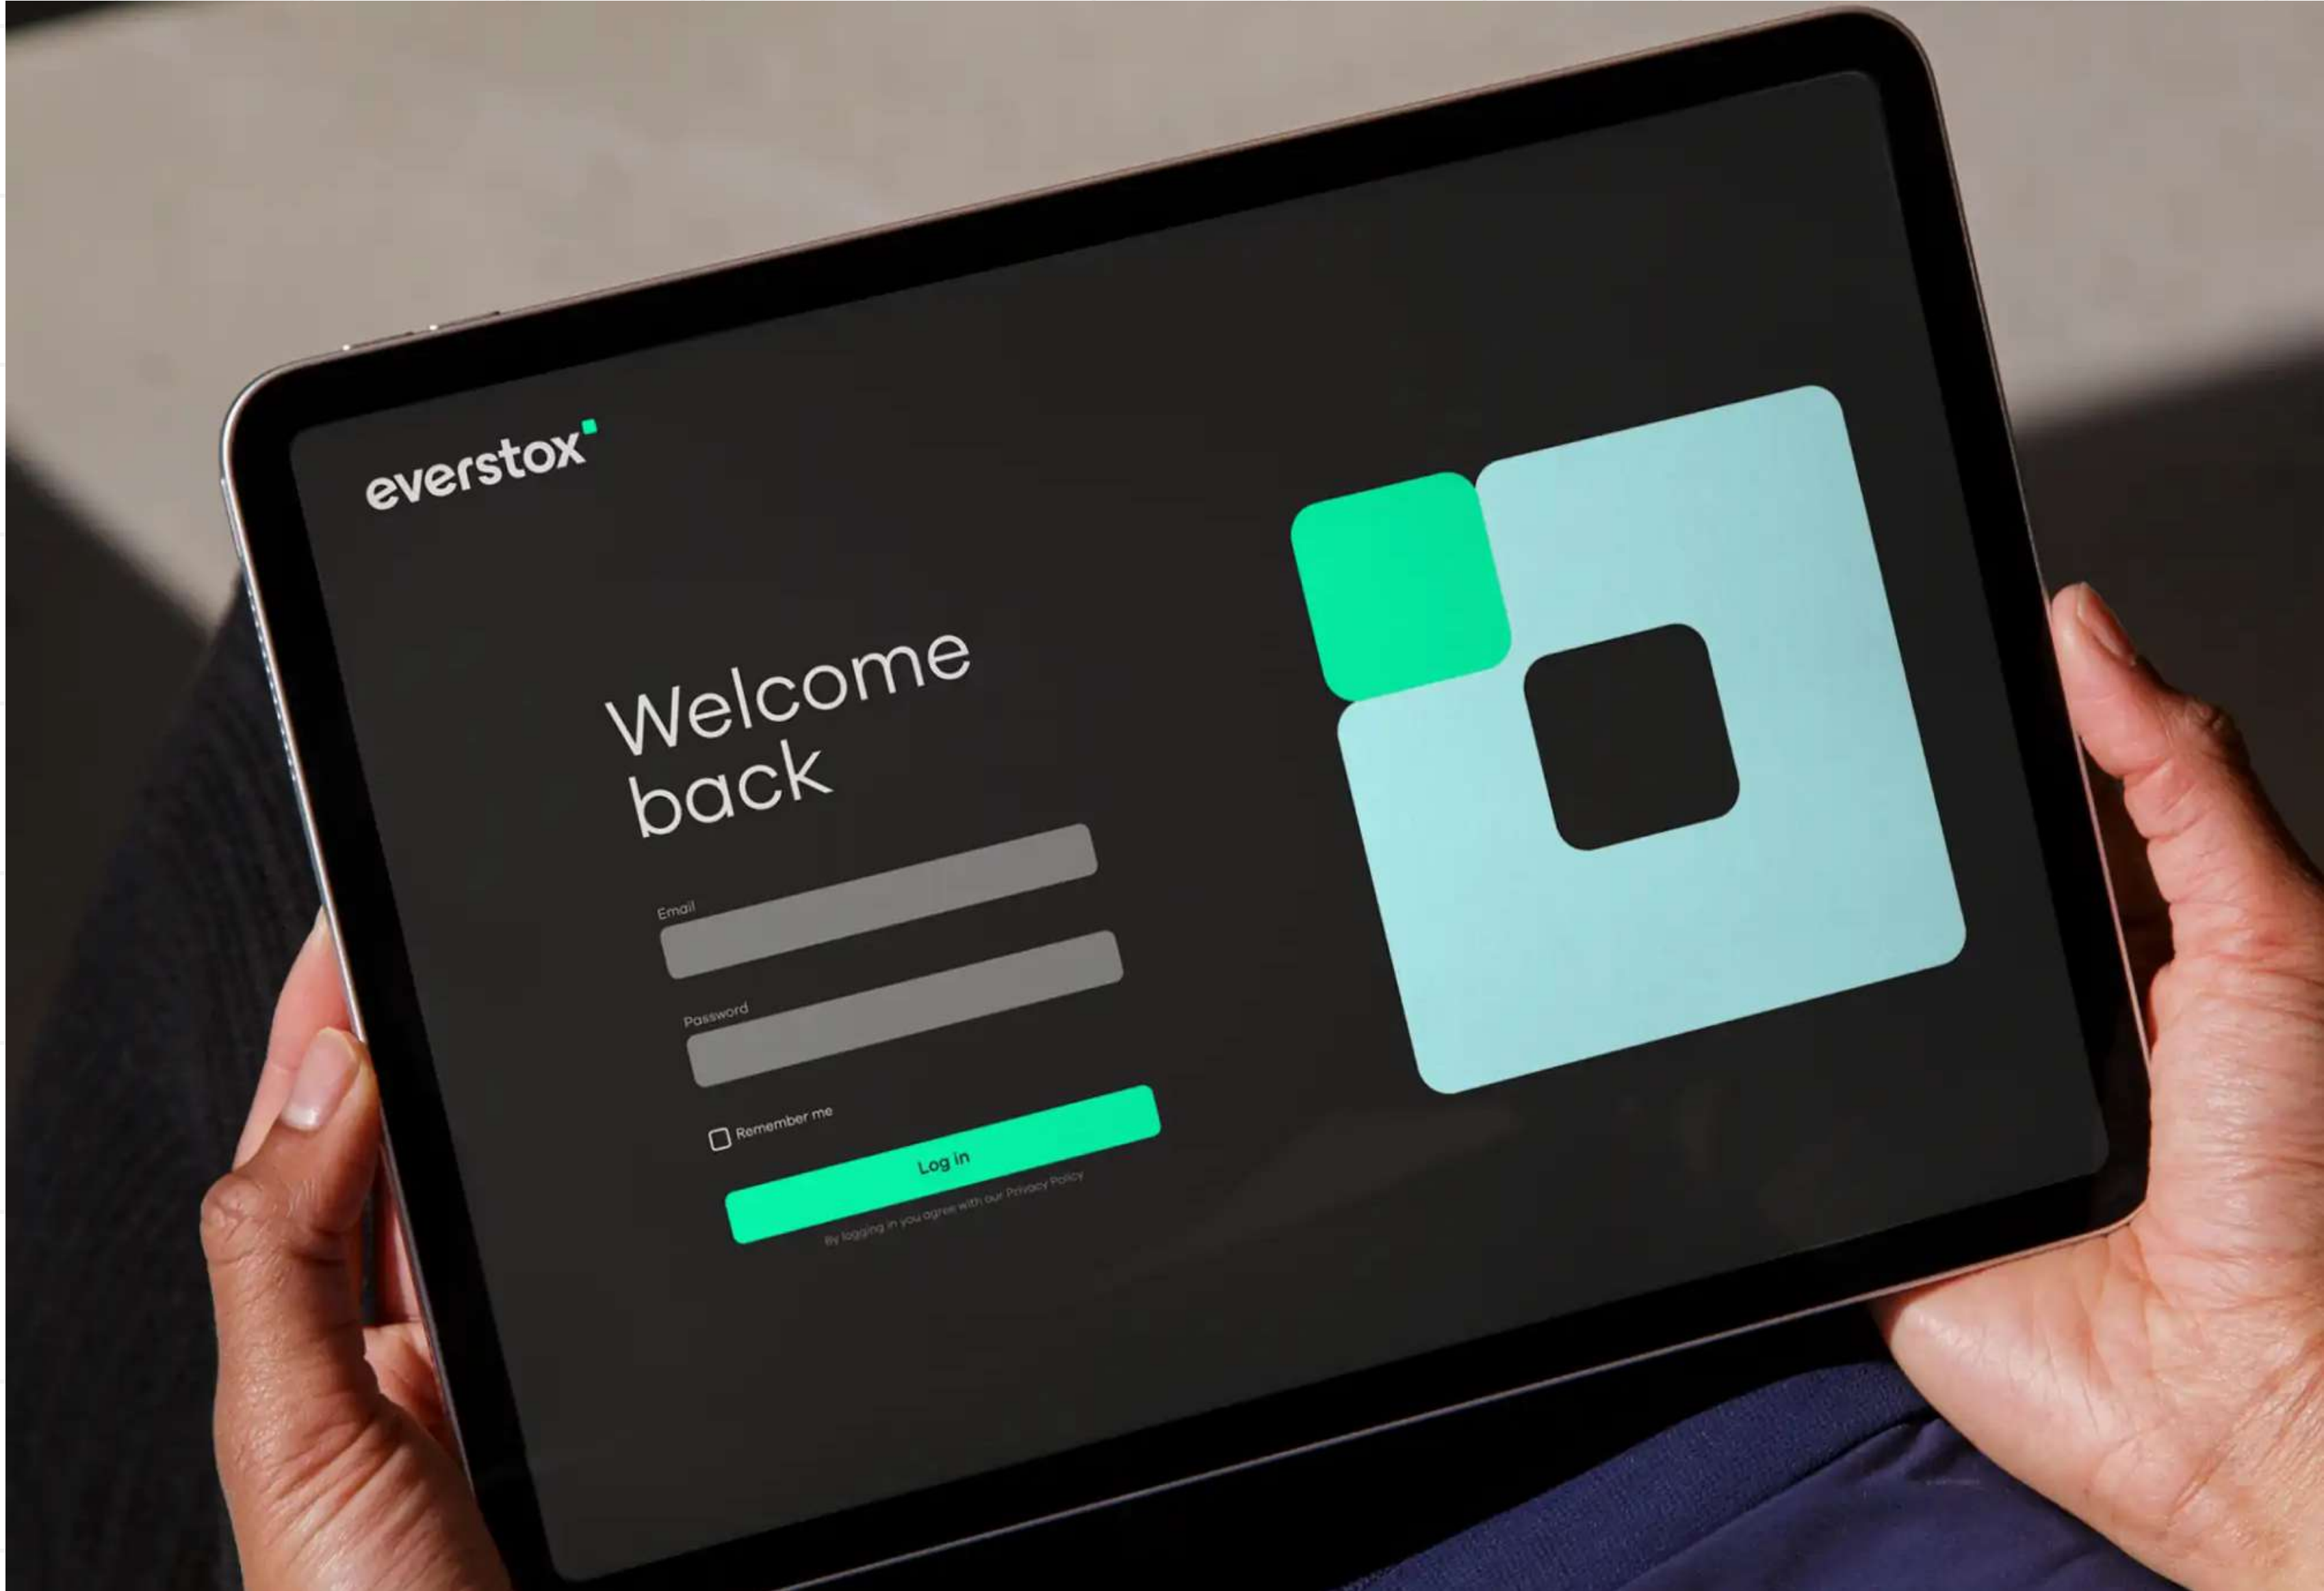 everstox
Welcome
back
Email
Password
Remember me
Log in
By logging in you agree with our Privacy Policy